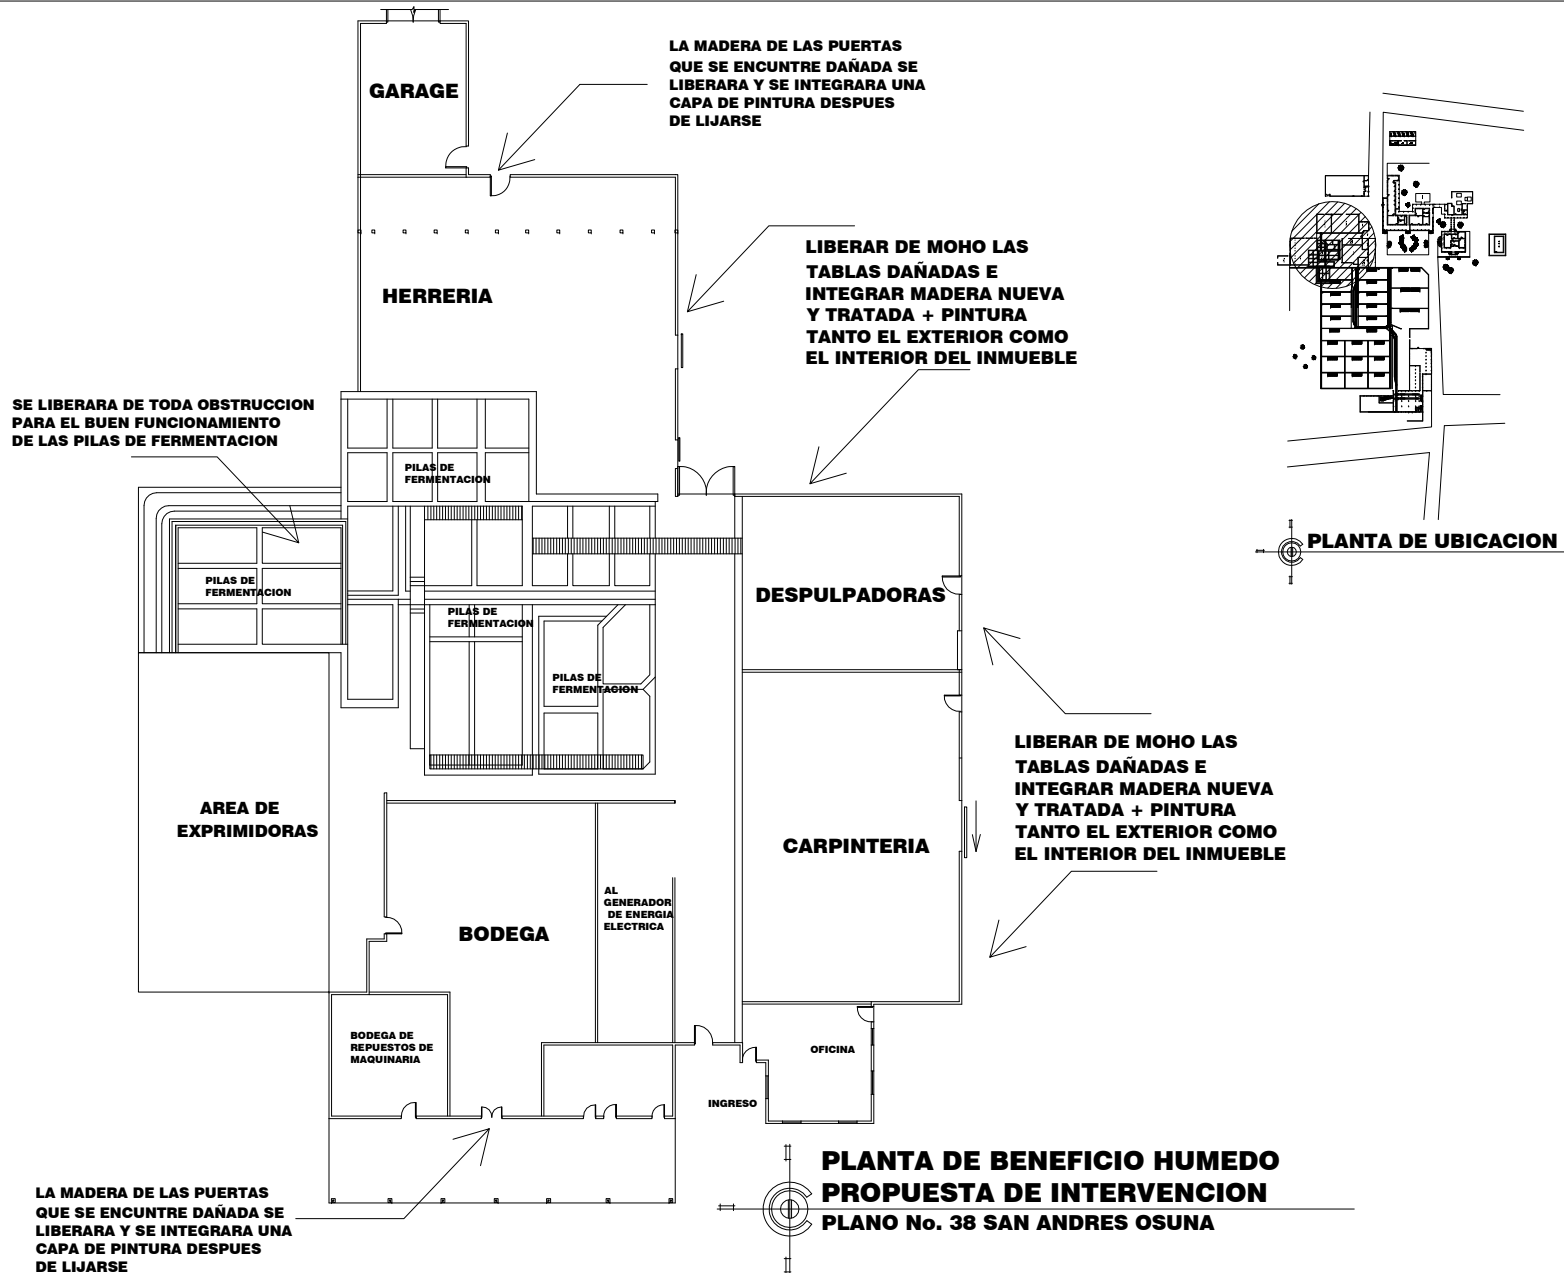 GARAGE
LA MADERA DE LAS PUERTAS
QUE SE ENCUNTRE DAÑADA SE
LIBERARA Y SE INTEGRARA UNA
CAPA DE PINTURA DESPUES
DE LIJARSE
HERRERIA
LIBERAR DE MOHO LAS
TABLAS DAÑADAS E
INTEGRAR MADERA NUEVA
Y TRATADA + PINTURA
TANTO EL EXTERIOR COMO
EL INTERIOR DEL INMUEBLE
SE LIBERARA DE TODA OBSTRUCCION
PARA EL BUEN FUNCIONAMIENTO
DE LAS PILAS DE FERMENTACION
PILAS DE
FERMENTACION
PLANTA DE UBICACION
PILAS DE
FERMENTACION
PILAS DE
FERMENTACION
DESPULPADORAS
PILAS DE
FERMENTACION
LIBERAR DE MOHO LAS
TABLAS DAÑADAS E
INTEGRAR MADERA NUEVA
Y TRATADA + PINTURA
TANTO EL EXTERIOR COMO
EL INTERIOR DEL INMUEBLE
AREA DE
EXPRIMIDORAS
CARPINTERIA
AL
GENERADOR
DE ENERGIA
ELECTRICA
BODEGA
BODEGA DE
REPUESTOS DE
MAQUINARIA
OFICINA
INGRESO
PLANTA DE BENEFICIO HUMEDO
PROPUESTA DE INTERVENCION
PLANO No. 38 SAN ANDRES OSUNA
LA MADERA DE LAS PUERTAS
QUE SE ENCUNTRE DAÑADA SE
LIBERARA Y SE INTEGRARA UNA
CAPA DE PINTURA DESPUES
DE LIJARSE